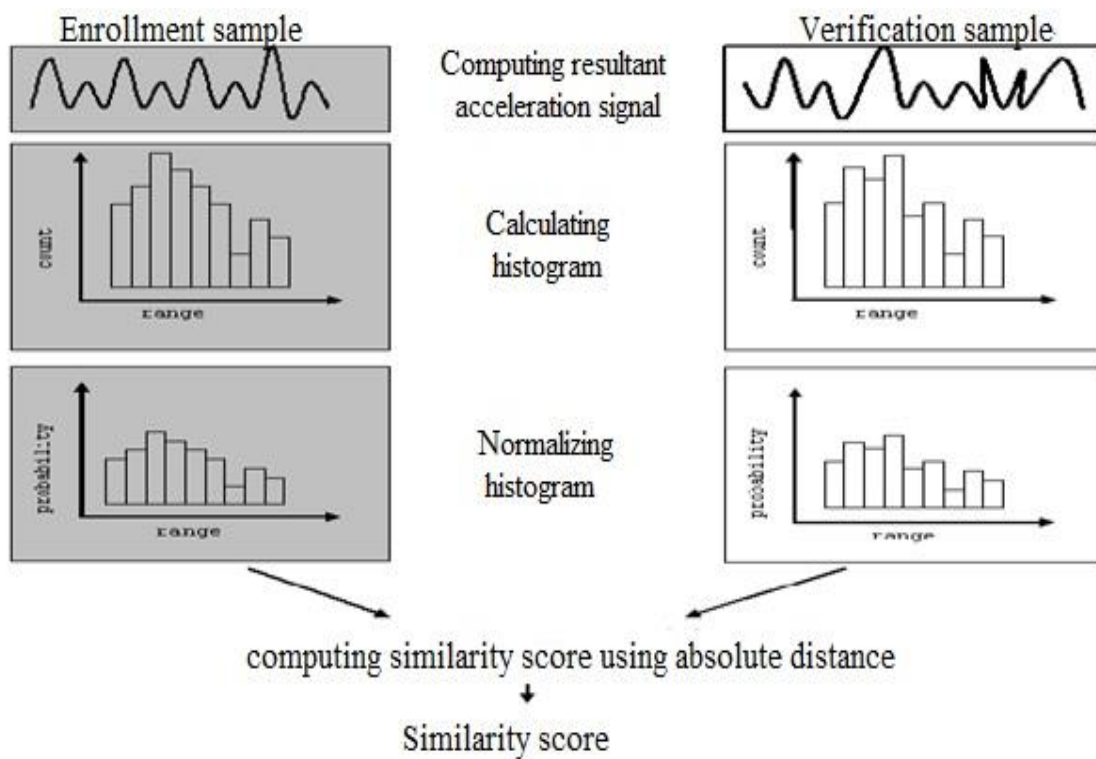 Enrollment sample
Verification sample
Computing resultant
acceleration signal
count
range
Calculating
histogram
count
range
probability
range
Normalizing
histogram
probability
range
computing similarity score using absolute distance
Similarity score